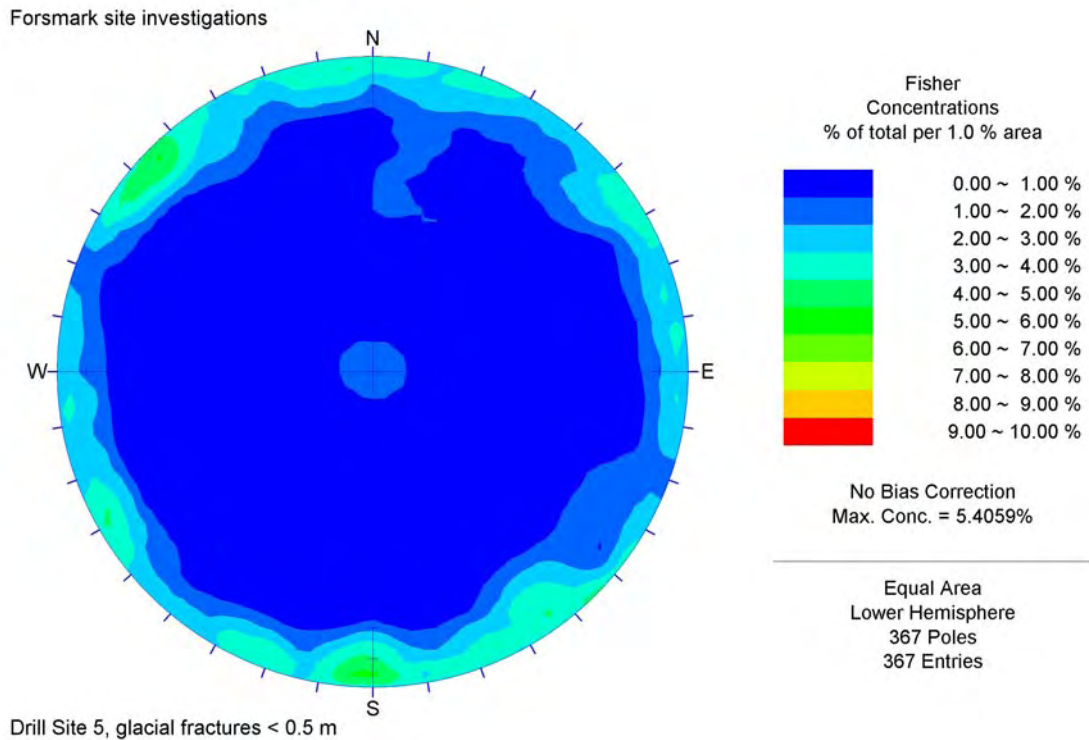 Forsmark site investigations
N
W
E
S
Fisher
Concentrations
% of total per 1.0 % area
0.00 ~ 1.00 %
1.00 ~ 2.00 %
2.00 ~ 3.00 %
3.00 ~ 4.00 %
4.00 ~ 5.00 %
5.00 ~ 6.00 %
6.00 ~ 7.00 %
7.00 ~ 8.00 %
8.00 ~ 9.00 %
9.00 ~ 10.00 %
No Bias Correction
Max. Conc. = 5.4059%
Equal Area
Lower Hemisphere
367 Poles
367 Entries
Drill Site 5, glacial fractures < 0.5 m